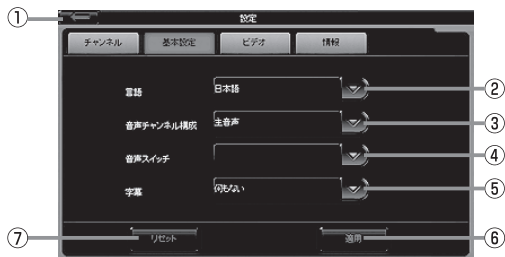 ① 設定
チャンネル 基本設定 ビデオ 情報
言語 日本語 ②
音声チャンネル構成 主音声 ③
音声スイッチ ④
字幕 何もない ⑤
⑦ リセット 適用 ⑥